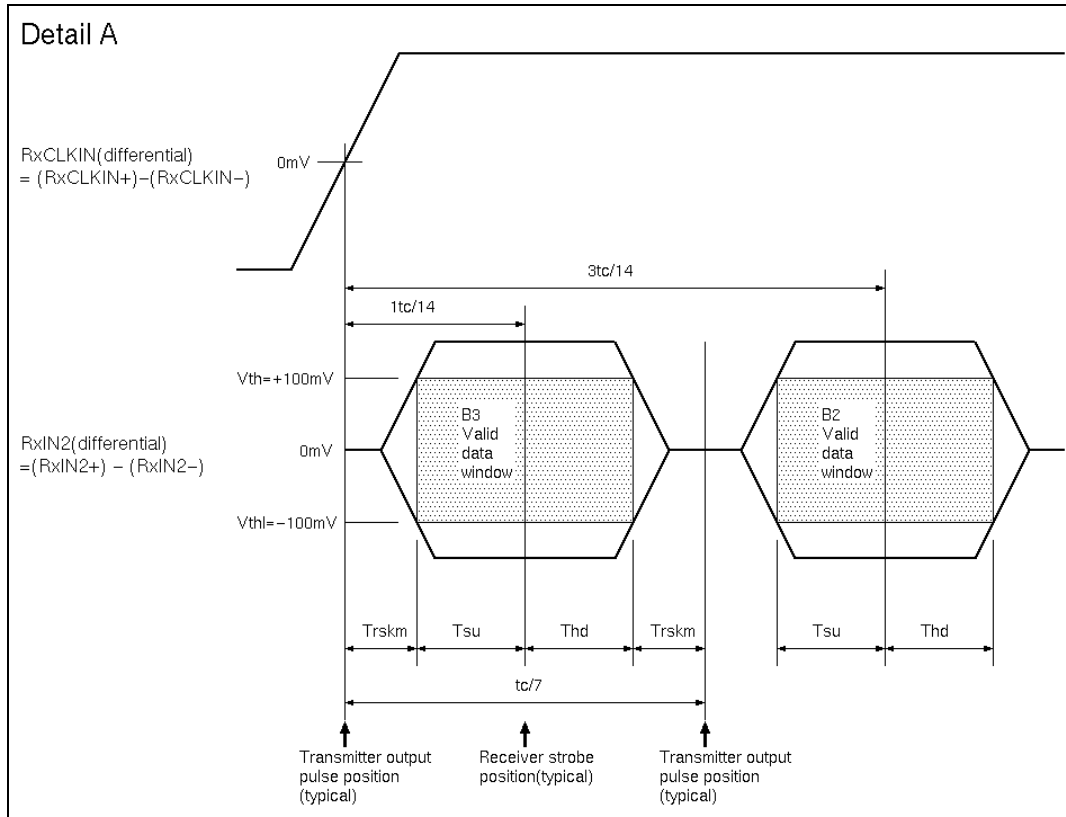 Detail A
RxCLKIN(differential)
= (RxCLKIN+)−(RxCLKIN−)
0mV
3tc/14
1tc/14
Vth=+100mV
RxIN2(differential)
=(RxIN2+) − (RxIN2−)
0mV
Vthl=−100mV
B3
Valid
data
window
B2
Valid
data
window
Trskm
Tsu
Thd
Trskm
Tsu
Thd
tc/7
Transmitter output
pulse position
(typical)
Receiver strobe
position(typical)
Transmitter output
pulse position
(typical)